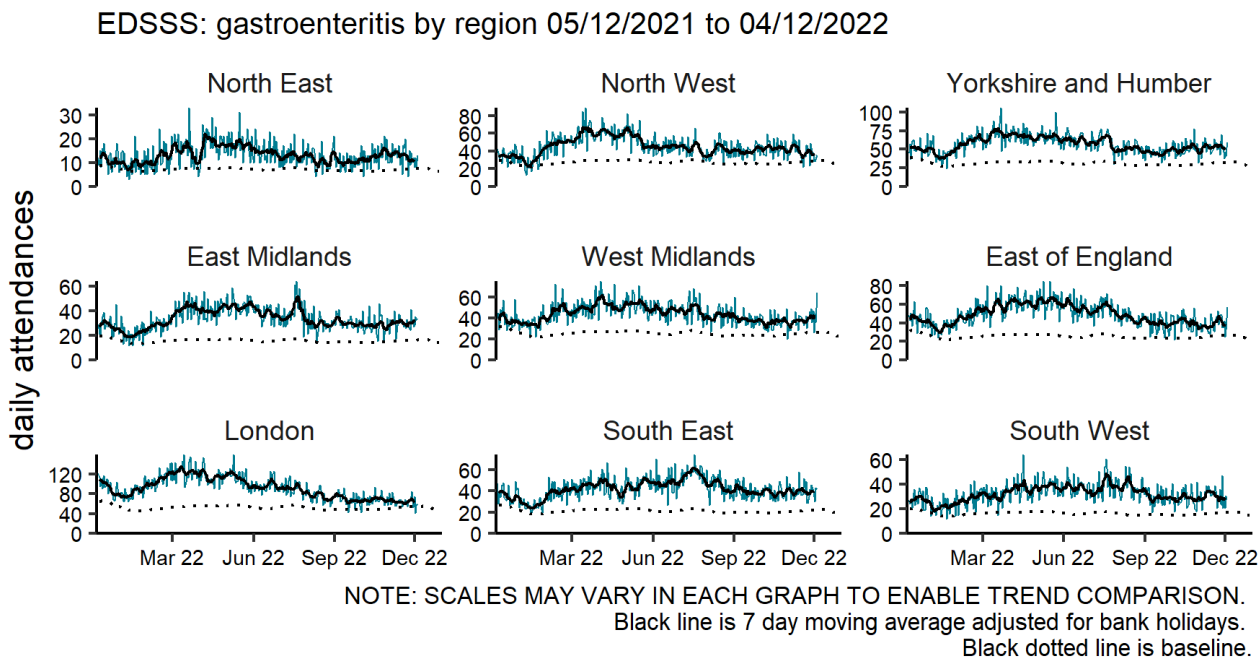 EDSSS: gastroenteritis by region 05/12/2021 to 04/12/2022
daily attendances
North East
30
20
10
0
North West
80
60
40
20
0
Yorkshire and Humber
100
75
50
25
0
East Midlands
60
40
20
0
West Midlands
60
40
20
0
East of England
80
60
40
20
0
London
120
80
40
0
South East
60
40
20
0
South West
60
40
20
0
Mar 22 Jun 22 Sep 22 Dec 22
Mar 22 Jun 22 Sep 22 Dec 22
Mar 22 Jun 22 Sep 22 Dec 22
NOTE: SCALES MAY VARY IN EACH GRAPH TO ENABLE TREND COMPARISON.
Black line is 7 day moving average adjusted for bank holidays.
Black dotted line is baseline.